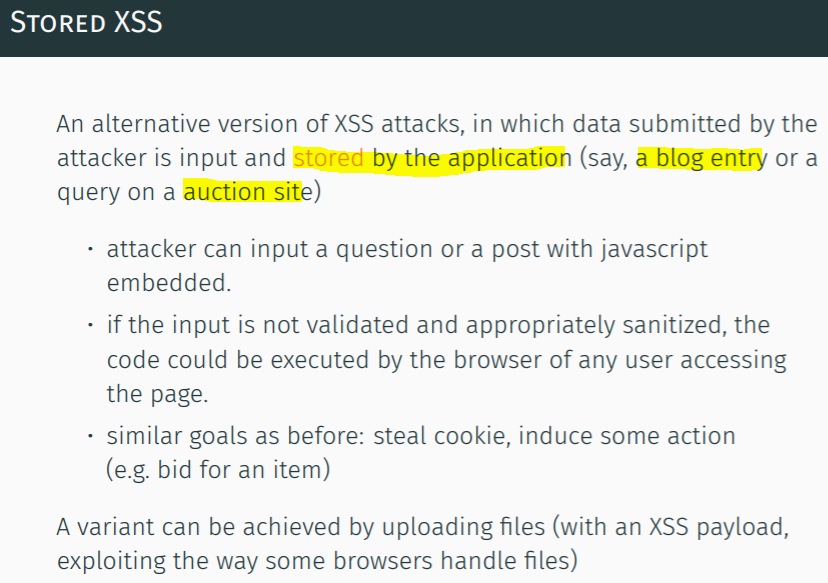 STORED XSS
An alternative version of XSS attacks, in which data submitted by the
attacker is input and stored by the application (say, a blog entry or a
query on a auction site)
· attacker can input a question or a post with javascript
embedded.
· if the input is not validated and appropriately sanitized, the
code could be executed by the browser of any user accessing
the page.
· similar goals as before: steal cookie, induce some action
(e.g. bid for an item)
A variant can be achieved by uploading files (with an XSS payload,
exploiting the way some browsers handle files)